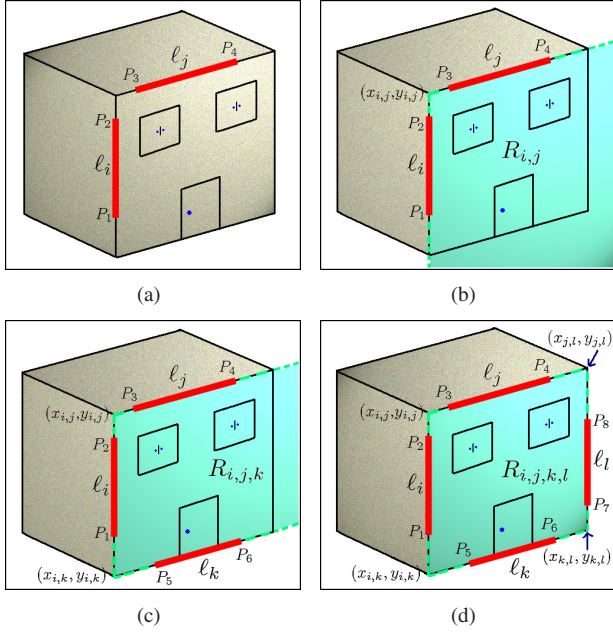 P₃ ℓⱼ P₄
P₂
ℓᵢ
P₁
(a)
P₃ ℓⱼ P₄
(xᵢ,ⱼ, yᵢ,ⱼ)
P₂
ℓᵢ Rᵢ,ⱼ
P₁
(b)
P₃ ℓⱼ P₄
(xᵢ,ⱼ, yᵢ,ⱼ)
P₂
ℓᵢ Rᵢ,ⱼ,ₖ
P₁
(xᵢ,ₖ, yᵢ,ₖ) P₅ ℓₖ P₆
(c)
(xⱼ,ₗ, yⱼ,ₗ)
P₃ ℓⱼ P₄
(xᵢ,ⱼ, yᵢ,ⱼ)
P₂ P₈
ℓᵢ Rᵢ,ⱼ,ₖ,ₗ ℓₗ
P₁ P₇
P₅ P₆
(xᵢ,ₖ, yᵢ,ₖ) ℓₖ (xₖ,ₗ, yₖ,ₗ)
(d)